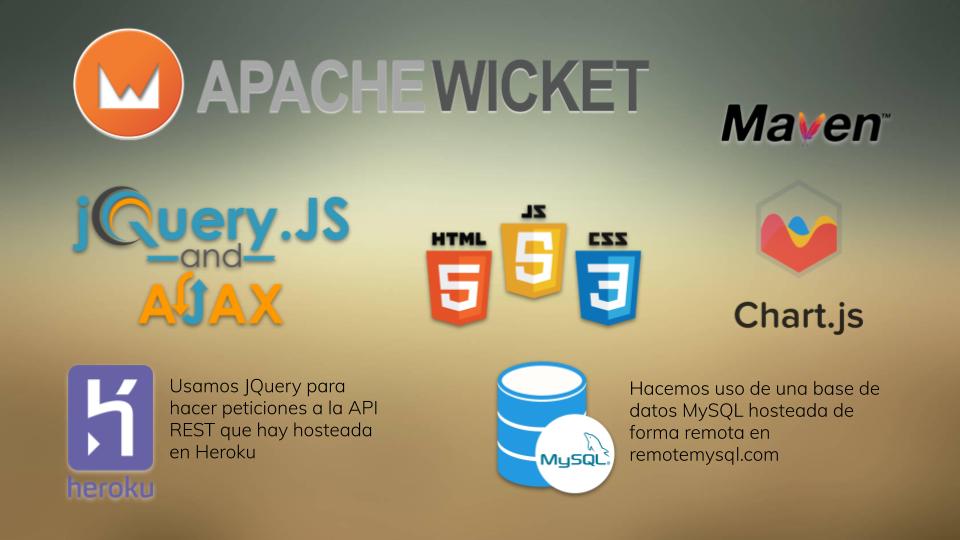 APACHE WICKET
Maven™
jQuery.JS
and
AJAX
HTML
5
JS
5
CSS
3
Chart.js
heroku
Usamos JQuery para
hacer peticiones a la API
REST que hay hosteada
en Heroku
MySQL®
Hacemos uso de una base de
datos MySQL hosteada de
forma remota en
remotemysql.com